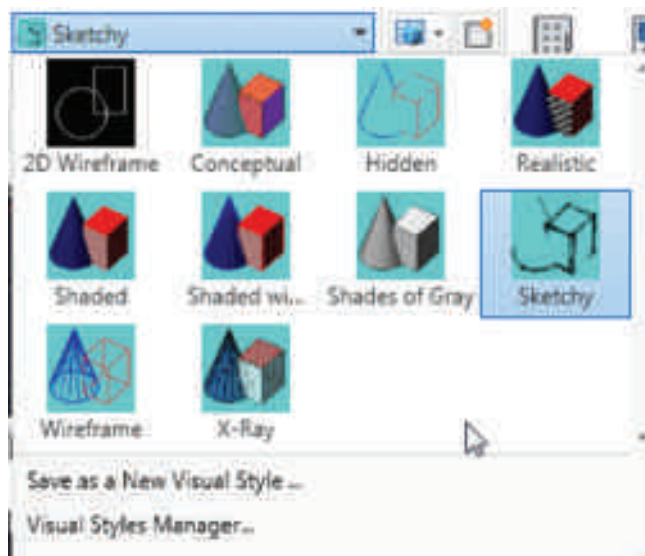 Sketchy
2D Wireframe Conceptual Hidden Realistic
Shaded Shaded wi... Shades of Gray Sketchy
Wireframe X-Ray
Save as a New Visual Style ...
Visual Styles Manager...